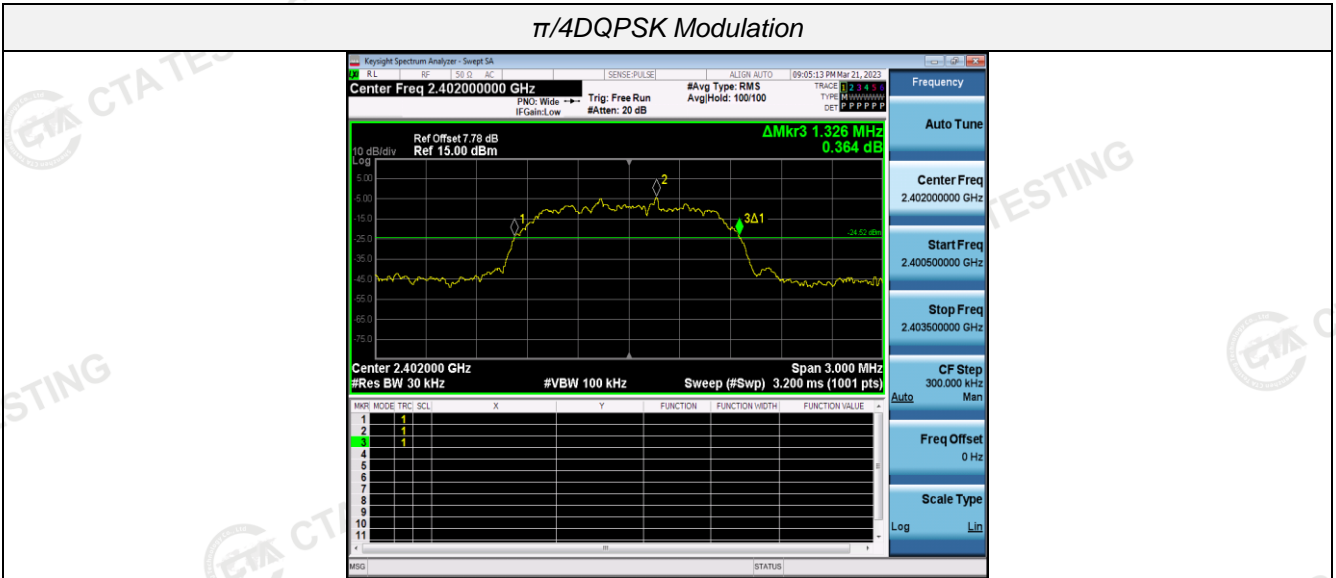 π/4DQPSK Modulation
Keysight Spectrum Analyzer - Swept SA
RL RF 50 Ω AC SENSE:PULSE ALIGN AUTO 09:05:13 PM Mar 21, 2023
Center Freq 2.402000000 GHz
PNO: Wide
IFGain:Low
Trig: Free Run
#Atten: 20 dB
#Avg Type: RMS
Avg|Hold: 100/100
TRACE 1 2 3 4 5 6
TYPE M WWWWW
DET P P P P P P
Frequency
ΔMkr3 1.326 MHz
0.364 dB
Ref Offset 7.78 dB
10 dB/div Ref 15.00 dBm
Log
5.00
-5.00
-15.0
-25.0
-35.0
-45.0
-55.0
-65.0
-75.0
1
2
3Δ1
-24.52 dBm
Center 2.402000 GHz Span 3.000 MHz
#Res BW 30 kHz #VBW 100 kHz Sweep (#Swp) 3.200 ms (1001 pts)
MKR MODE TRC SCL X Y FUNCTION FUNCTION WIDTH FUNCTION VALUE
1 1
2 1
3 1
4
5
6
7
8
9
10
11
MSG STATUS
Auto Tune
Center Freq
2.402000000 GHz
Start Freq
2.400500000 GHz
Stop Freq
2.403500000 GHz
CF Step
300.000 kHz
Auto Man
Freq Offset
0 Hz
Scale Type
Log Lin
CTA TESTING